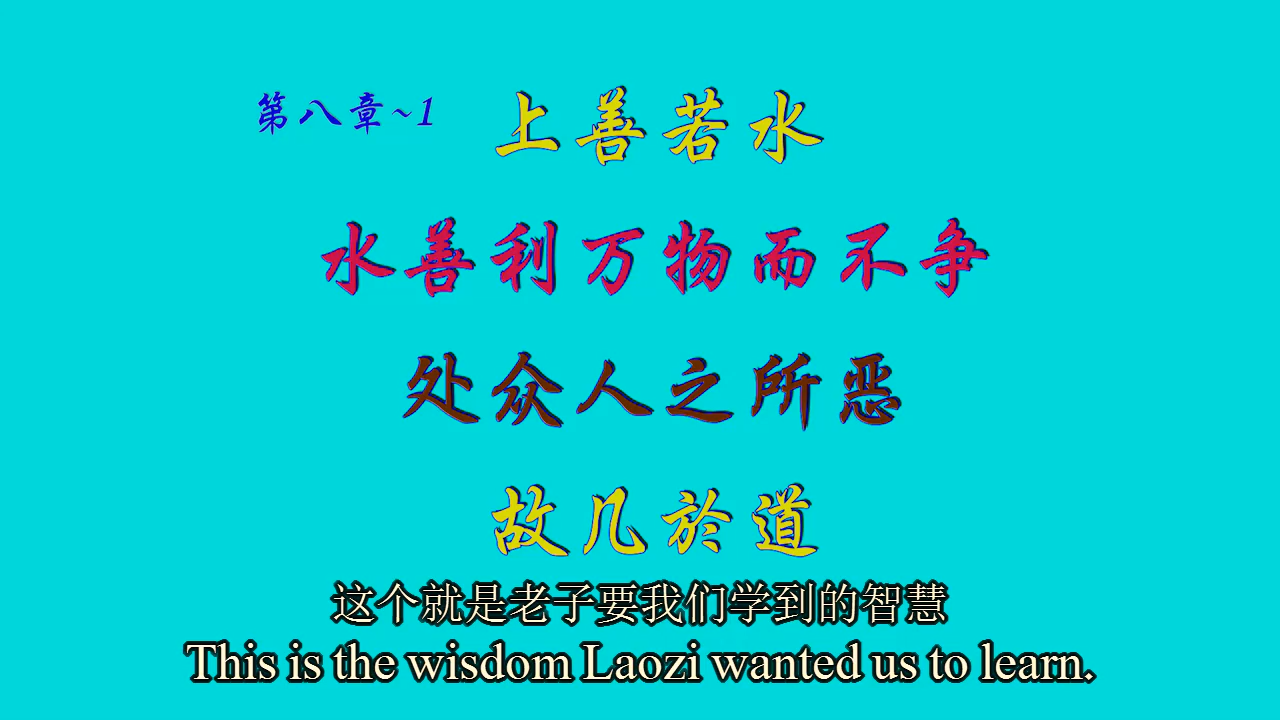 第八章~1
上善若水
水善利万物而不争
处众人之所恶
故几於道
这个就是老子要我们学到的智慧
This is the wisdom Laozi wanted us to learn.